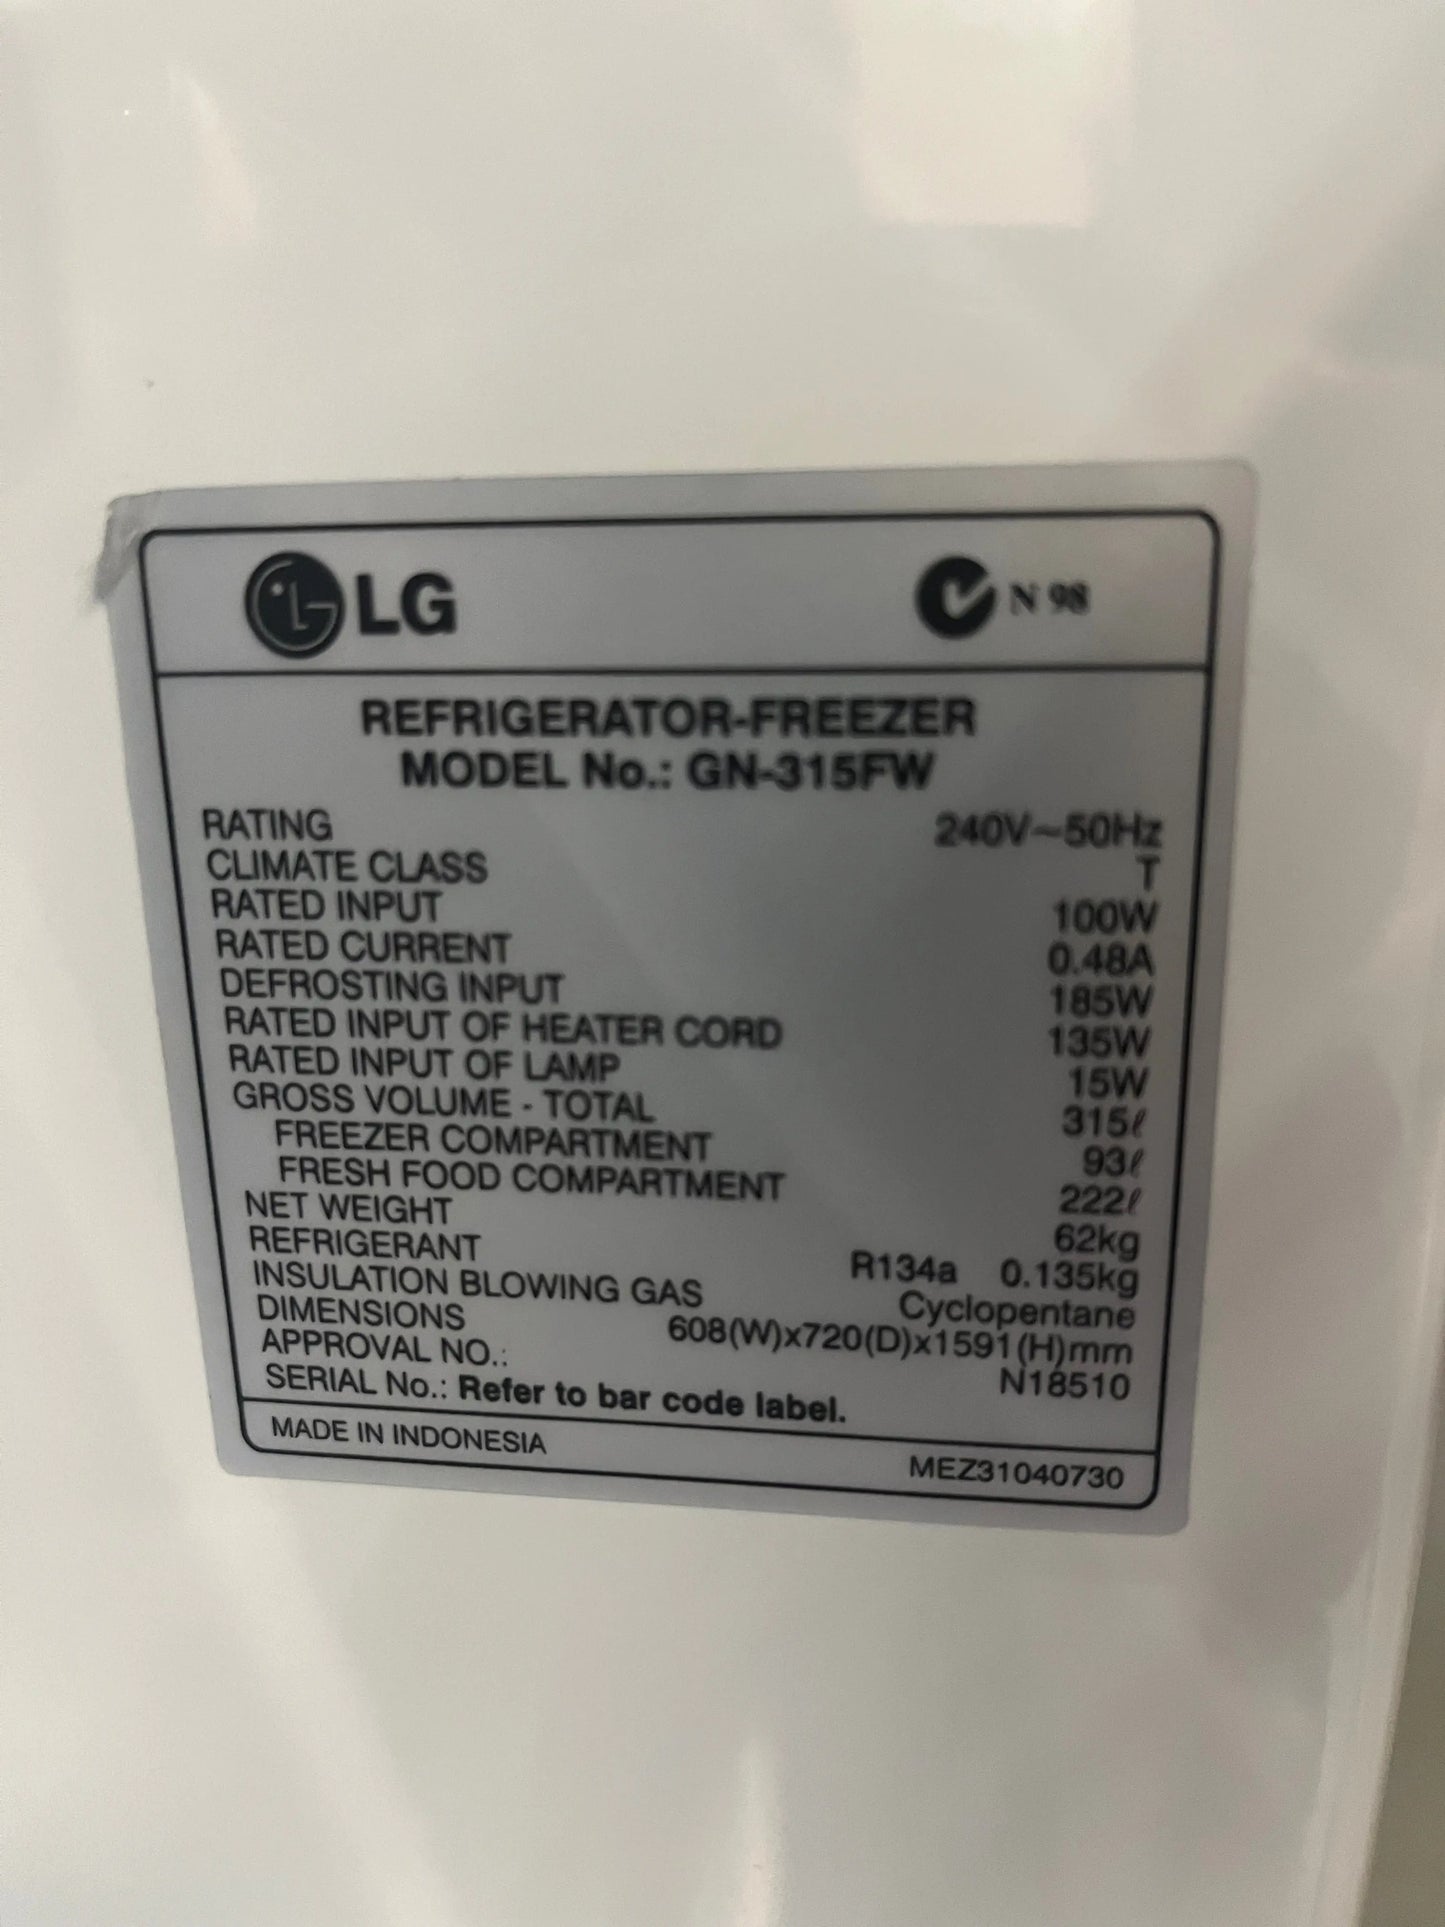 LG N 98
REFRIGERATOR-FREEZER
MODEL No.: GN-315FW
RATING 240V~50Hz
CLIMATE CLASS T
RATED INPUT 100W
RATED CURRENT 0.48A
DEFROSTING INPUT 185W
RATED INPUT OF HEATER CORD 135W
RATED INPUT OF LAMP 15W
GROSS VOLUME - TOTAL 315ℓ
FREEZER COMPARTMENT 93ℓ
FRESH FOOD COMPARTMENT 222ℓ
NET WEIGHT 62kg
REFRIGERANT R134a 0.135kg
INSULATION BLOWING GAS Cyclopentane
DIMENSIONS 608(W)x720(D)x1591(H)mm
APPROVAL NO.: N18510
SERIAL No.: Refer to bar code label.
MADE IN INDONESIA MEZ31040730